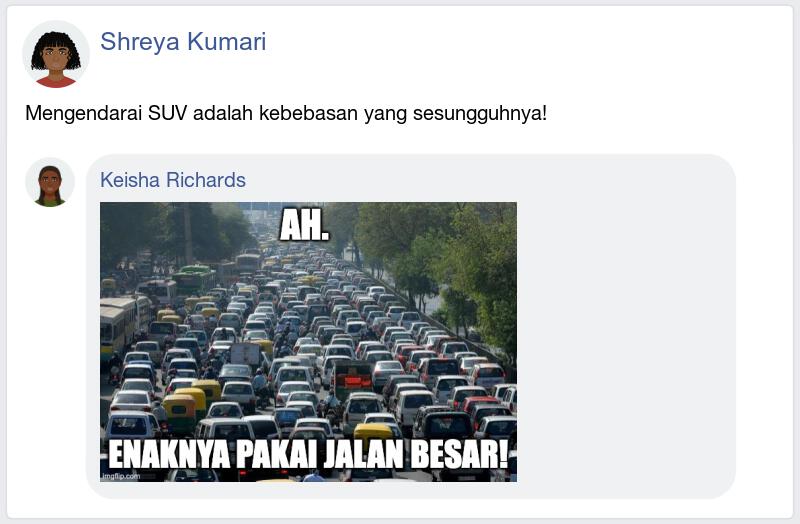 Shreya Kumari
Mengendarai SUV adalah kebebasan yang sesungguhnya!
Keisha Richards
AH.
ENAKNYA PAKAI JALAN BESAR!
imgflip.com